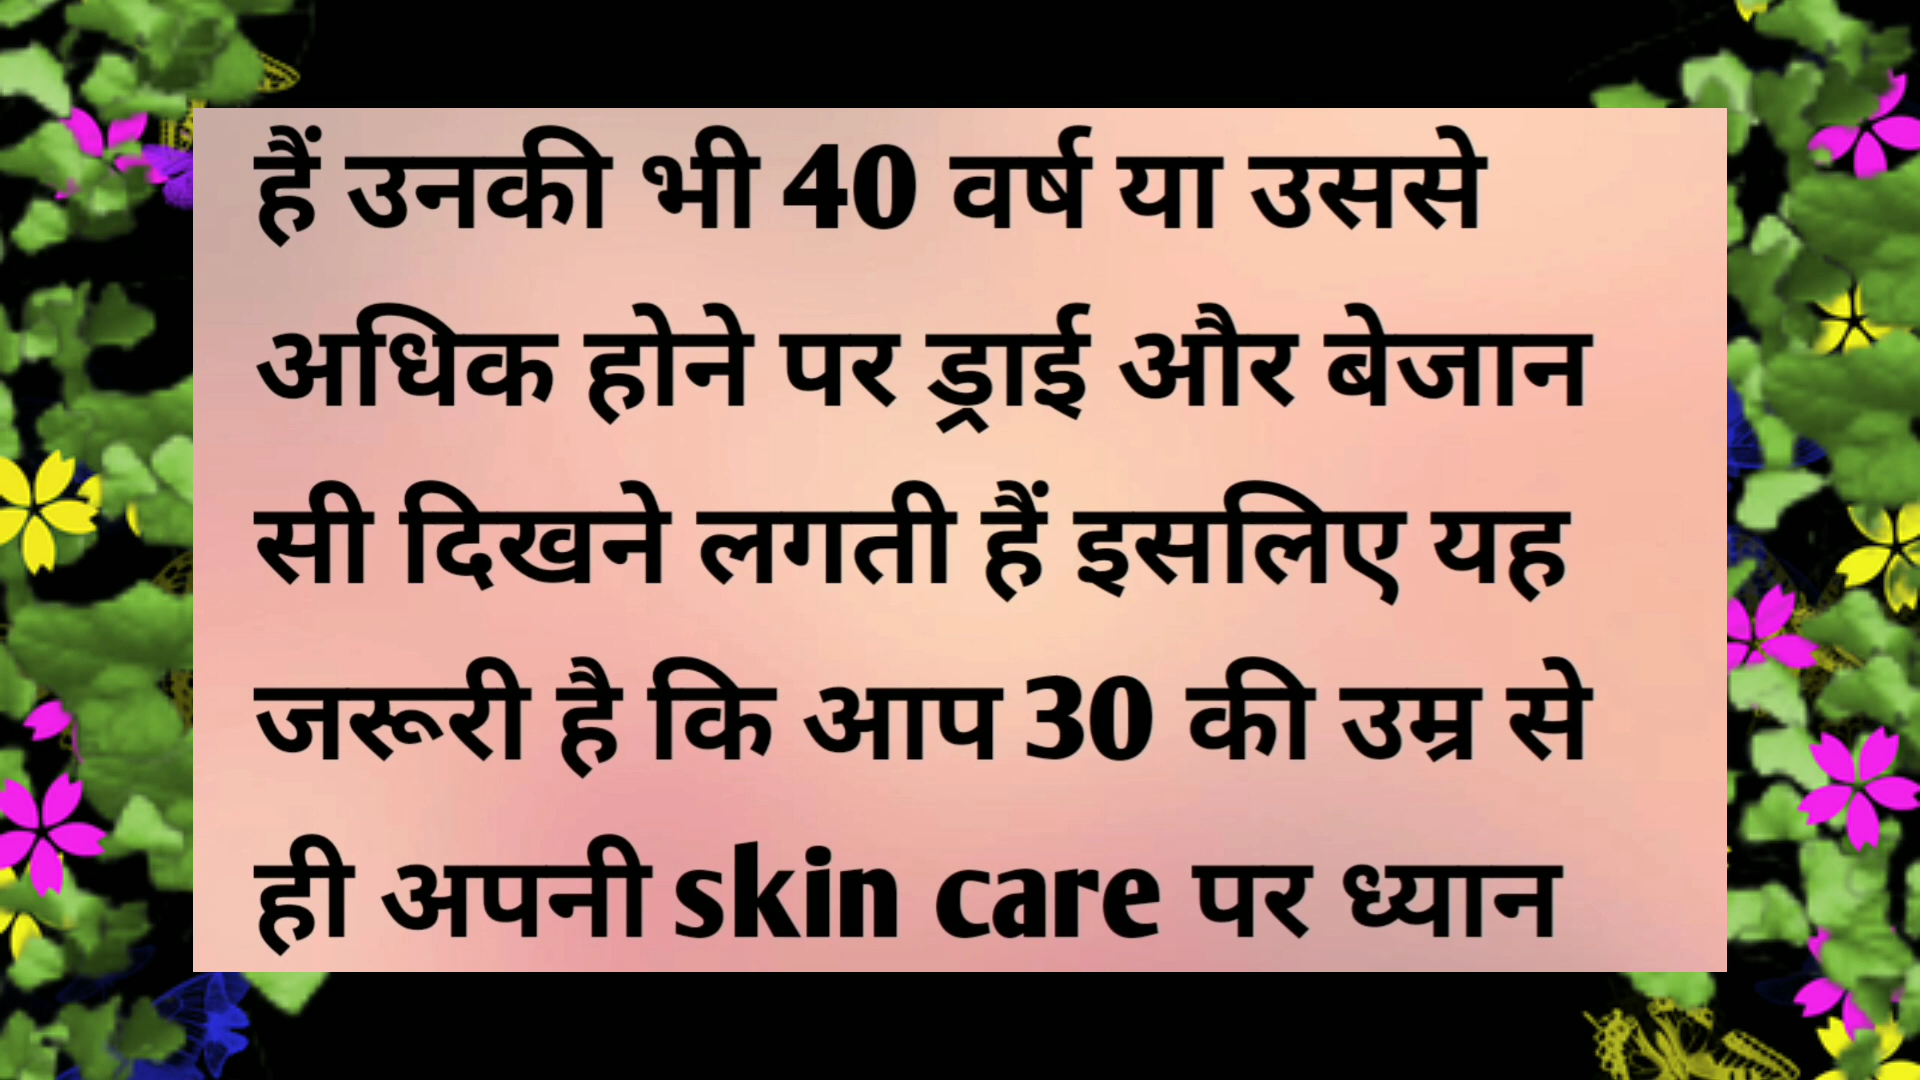 हैं उनकी भी 40 वर्ष या उससे
अधिक होने पर ड्राई और बेजान
सी दिखने लगती हैं इसलिए यह
जरूरी है कि आप 30 की उम्र से
ही अपनी skin care पर ध्यान